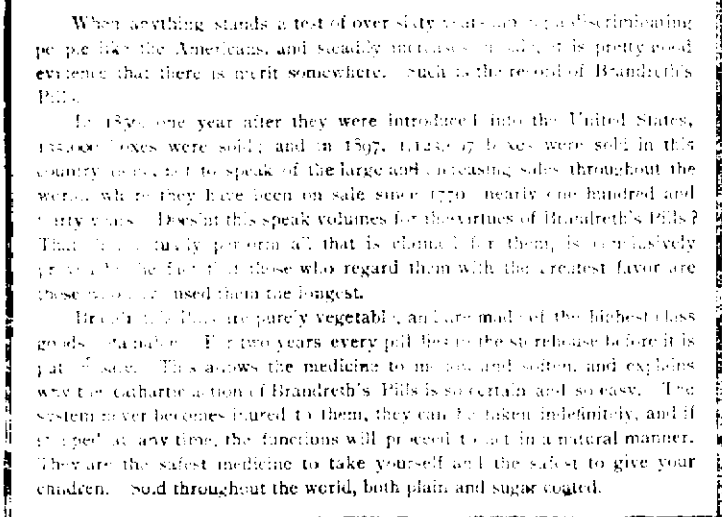 When anything stands a test of over sixty years among a discriminating
people like the Americans, and steadily increases in sale, it is pretty good
evidence that there is merit somewhere. Such is the record of Brandreth's
Pills.
In one year after they were introduced into the United States,
boxes were sold; and in 1897, boxes were sold in this
country not to speak of the large and increasing sales throughout the
world, where they have been on sale since nearly one hundred and
thirty years. Does n't this speak volumes for the virtues of Brandreth's Pills?
That they surely perform all that is claimed for them, is conclusively
proved by the fact that those who regard them with the greatest favor are
those who have used them the longest.
Brandreth's Pills are purely vegetable, and are made of the highest class
goods obtainable. For two years every pill lies in the storehouse before it is
put on sale. This allows the medicine to and soften, and explains
why the cathartic action of Brandreth's Pills is so certain and so easy. The
system never becomes inured to them, they can be taken indefinitely, and if
stopped at any time, the functions will proceed to act in a natural manner.
They are the safest medicine to take yourself and the safest to give your
children. Sold throughout the world, both plain and sugar coated.